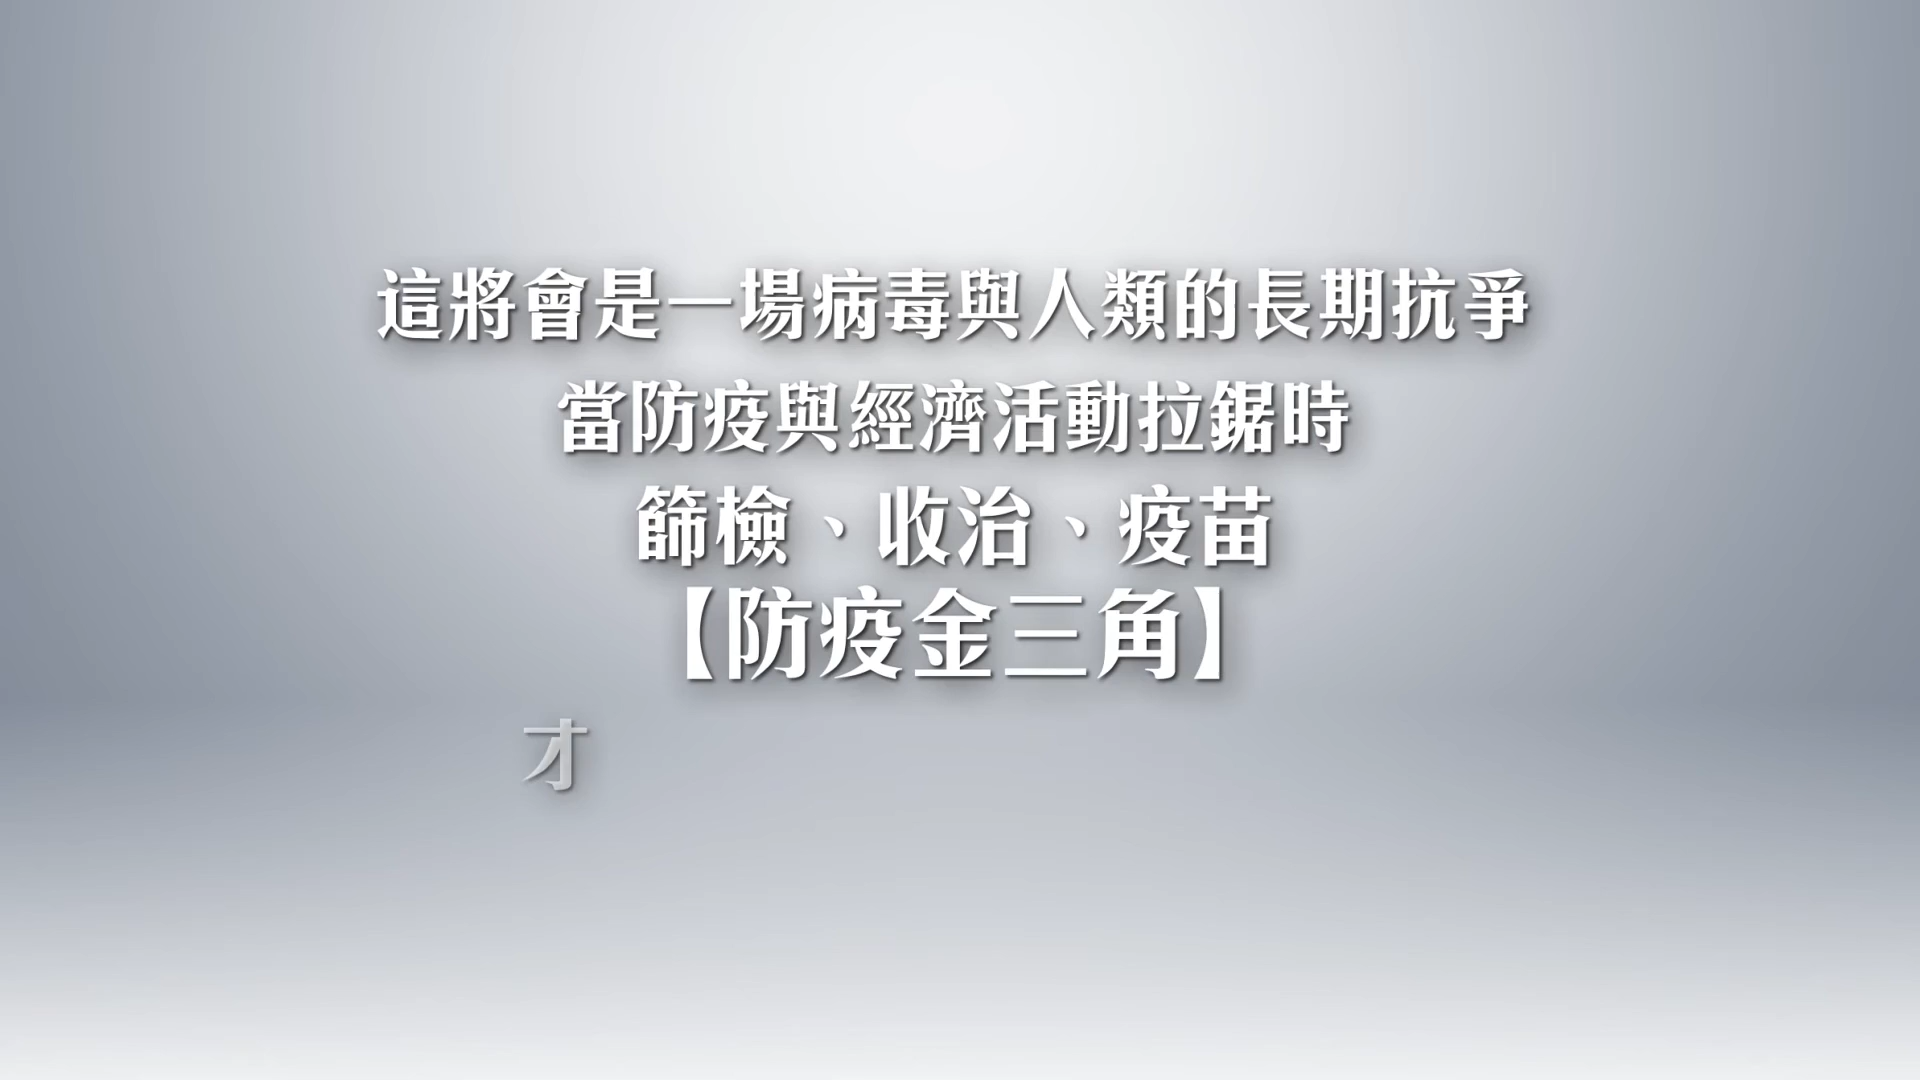 這將會是一場病毒與人類的長期抗爭
當防疫與經濟活動拉鋸時
篩檢、收治、疫苗
【防疫金三角】
才